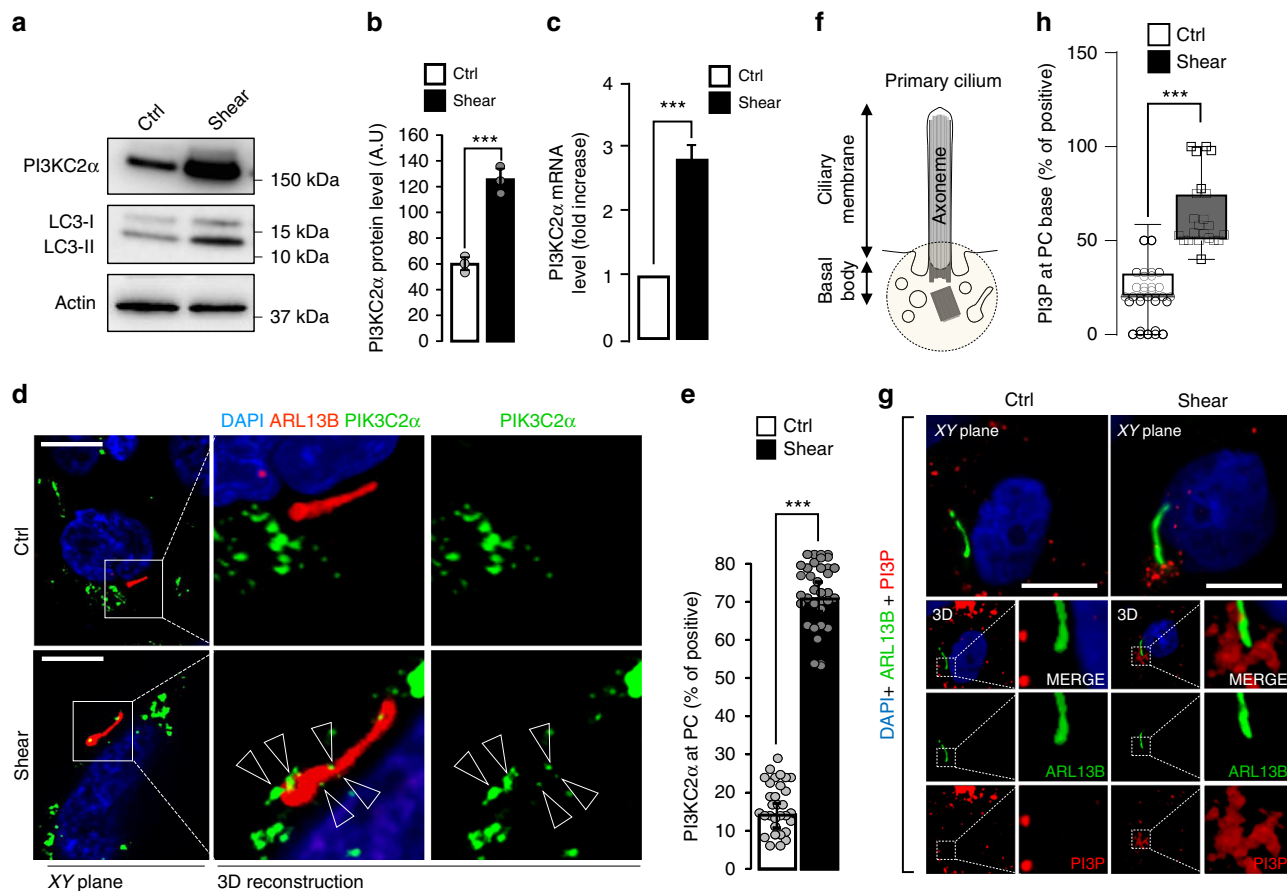 a
Ctrl
Shear
PI3KC2α
150 kDa
LC3-I
LC3-II
15 kDa
10 kDa
Actin
37 kDa
b
Ctrl
Shear
PI3KC2α protein level (A.U)
160
140
120
100
80
60
40
20
0
***
c
Ctrl
Shear
PI3KC2α mRNA
level (fold increase)
4
3
2
1
0
***
f
Primary cilium
Ciliary
membrane
Axoneme
Basal
body
h
Ctrl
Shear
PI3P at PC base (% of positive)
150
100
50
0
***
d
DAPI ARL13B PIK3C2α
PIK3C2α
Ctrl
Shear
XY plane
3D reconstruction
e
Ctrl
Shear
PI3KC2α at PC (% of positive)
80
70
60
50
40
30
20
10
0
***
g
Ctrl
Shear
DAPI+ ARL13B + PI3P
XY plane
XY plane
3D
MERGE
3D
MERGE
ARL13B
ARL13B
PI3P
PI3P